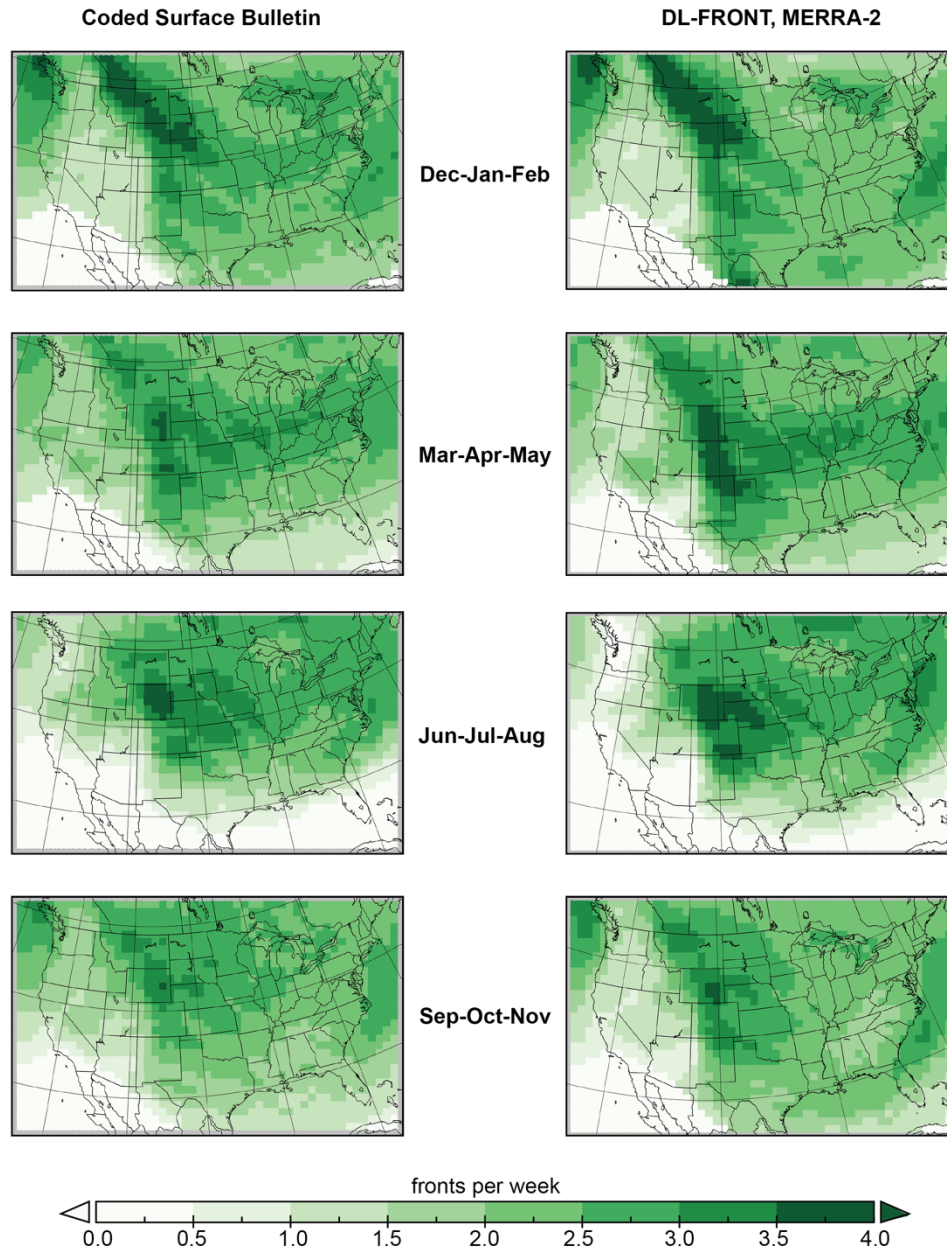 Coded Surface Bulletin
DL-FRONT, MERRA-2
Dec-Jan-Feb
Mar-Apr-May
Jun-Jul-Aug
Sep-Oct-Nov
fronts per week
0.0 0.5 1.0 1.5 2.0 2.5 3.0 3.5 4.0